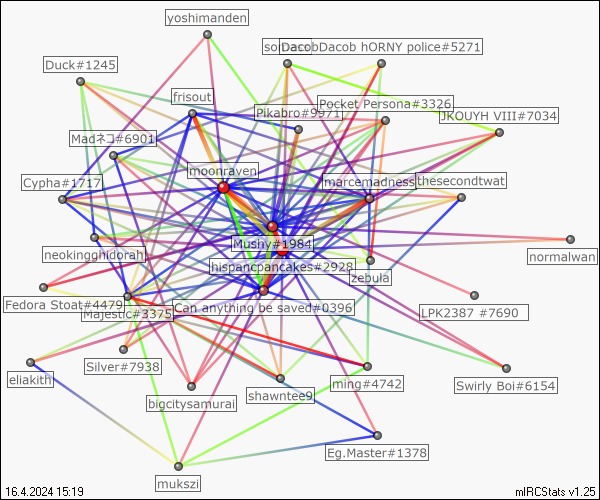 yoshimanden
DacobDacob hORNY police#5271
Duck#1245
frisout
Pikabro#9971
Pocket Persona#3326
JKOUYH VIII#7034
Madネコ#6901
moonraven
Cypha#1717
marcemadness
thesecondtwat
Mushy#1984
neokingghidorah
hispancpancakes#2928
zebula
normalwan
Fedora Stoat#4479
Majestic#3375
Can anything be saved#0396
LPK2387 #7690
Silver#7938
eliakith
bigcitysamurai
shawntee9
ming#4742
Swirly Boi#6154
Eg.Master#1378
mukszi
16.4.2024 15:19
mIRCStats v1.25